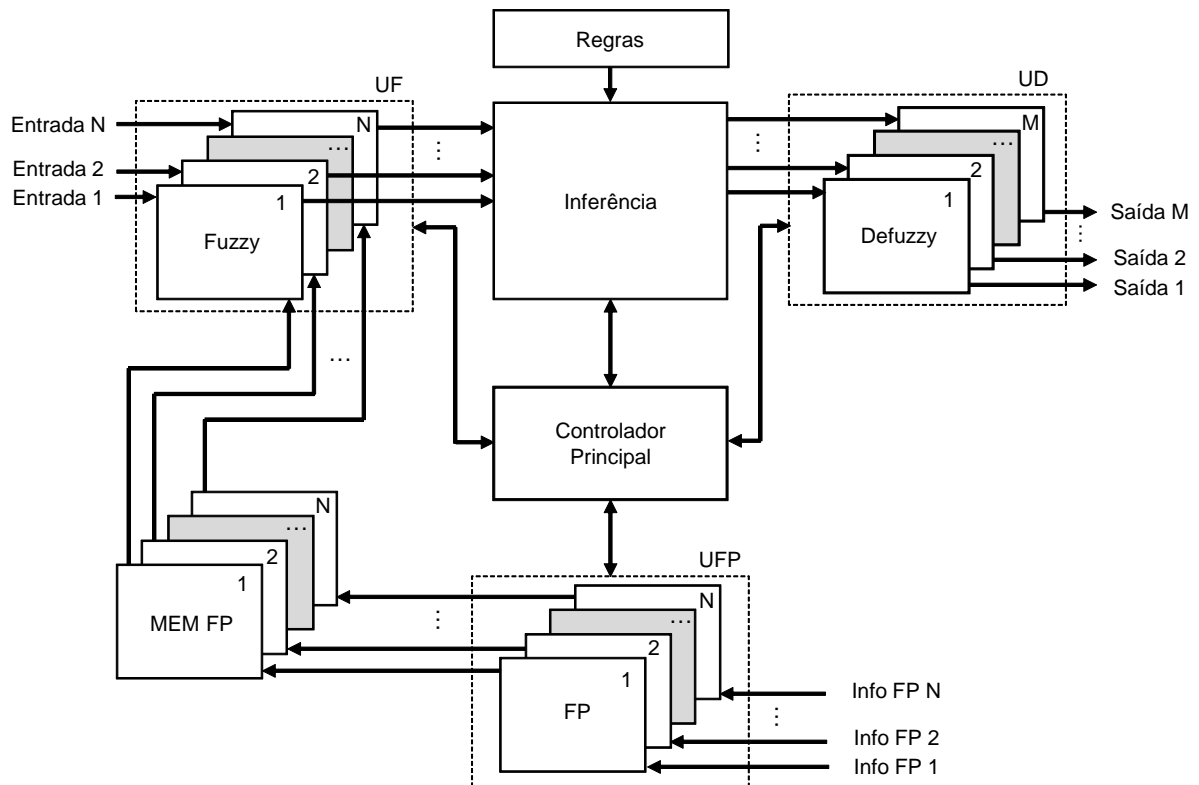 Regras
UF
UD
Entrada N
Entrada 2
Entrada 1
N
...
2
1
Fuzzy
...
...
Inferência
...
M
...
2
1
Defuzzy
Saída M
...
Saída 2
Saída 1
Controlador
Principal
N
...
2
1
MEM FP
...
UFP
N
...
2
1
FP
Info FP N
...
Info FP 2
Info FP 1